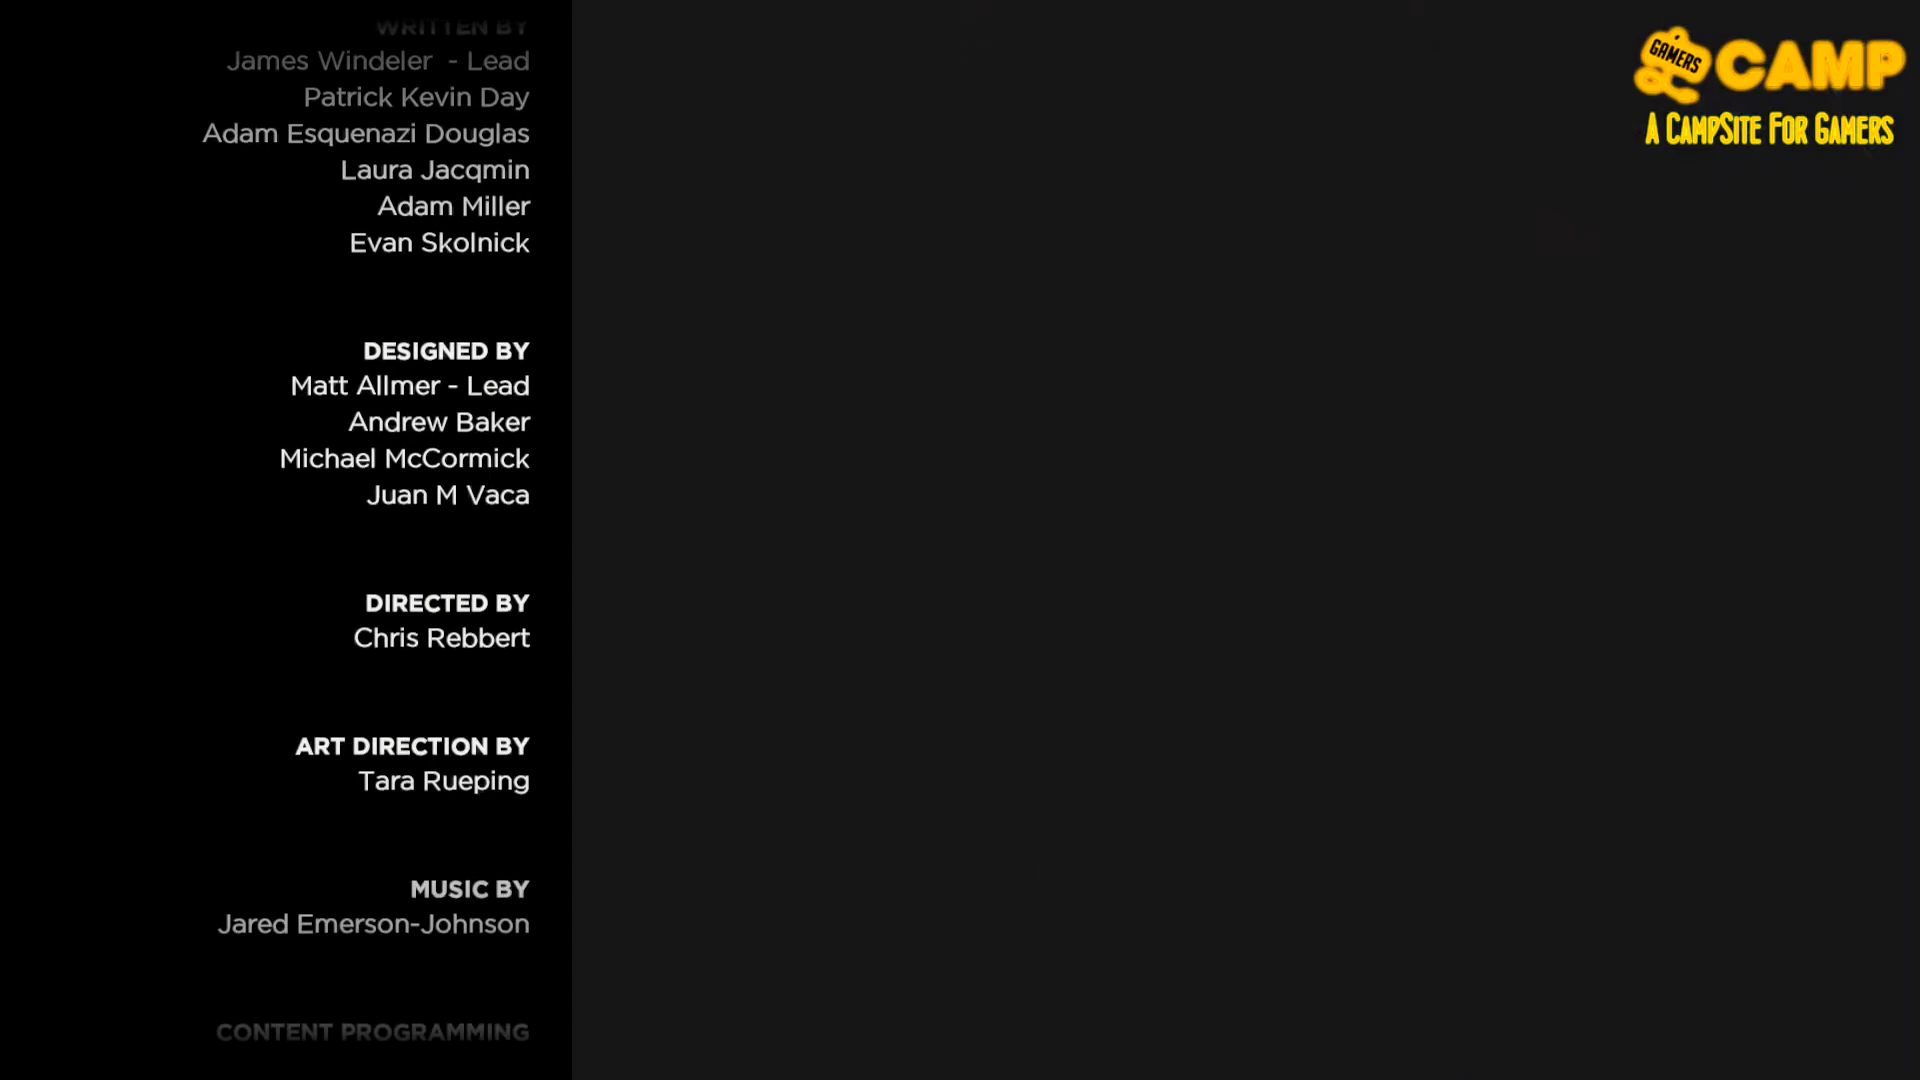 WRITTEN BY
James Windeler - Lead
Patrick Kevin Day
Adam Esquenazi Douglas
Laura Jacqmin
Adam Miller
Evan Skolnick
DESIGNED BY
Matt Allmer - Lead
Andrew Baker
Michael McCormick
Juan M Vaca
DIRECTED BY
Chris Rebbert
ART DIRECTION BY
Tara Rueping
MUSIC BY
Jared Emerson-Johnson
CONTENT PROGRAMMING
GAMERS CAMP
A CAMPSITE FOR GAMERS